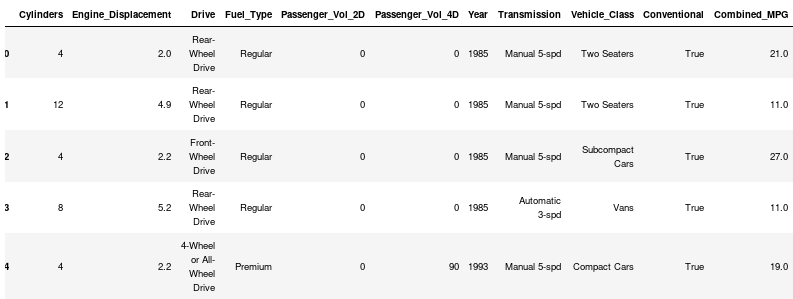 Cylinders Engine_Displacement Drive Fuel_Type Passenger_Vol_2D Passenger_Vol_4D Year Transmission Vehicle_Class Conventional Combined_MPG
0 4 2.0 Rear-Wheel Drive Regular 0 0 1985 Manual 5-spd Two Seaters True 21.0
1 12 4.9 Rear-Wheel Drive Regular 0 0 1985 Manual 5-spd Two Seaters True 11.0
2 4 2.2 Front-Wheel Drive Regular 0 0 1985 Manual 5-spd Subcompact Cars True 27.0
3 8 5.2 Rear-Wheel Drive Regular 0 0 1985 Automatic 3-spd Vans True 11.0
4 4 2.2 4-Wheel or All-Wheel Drive Premium 0 90 1993 Manual 5-spd Compact Cars True 19.0